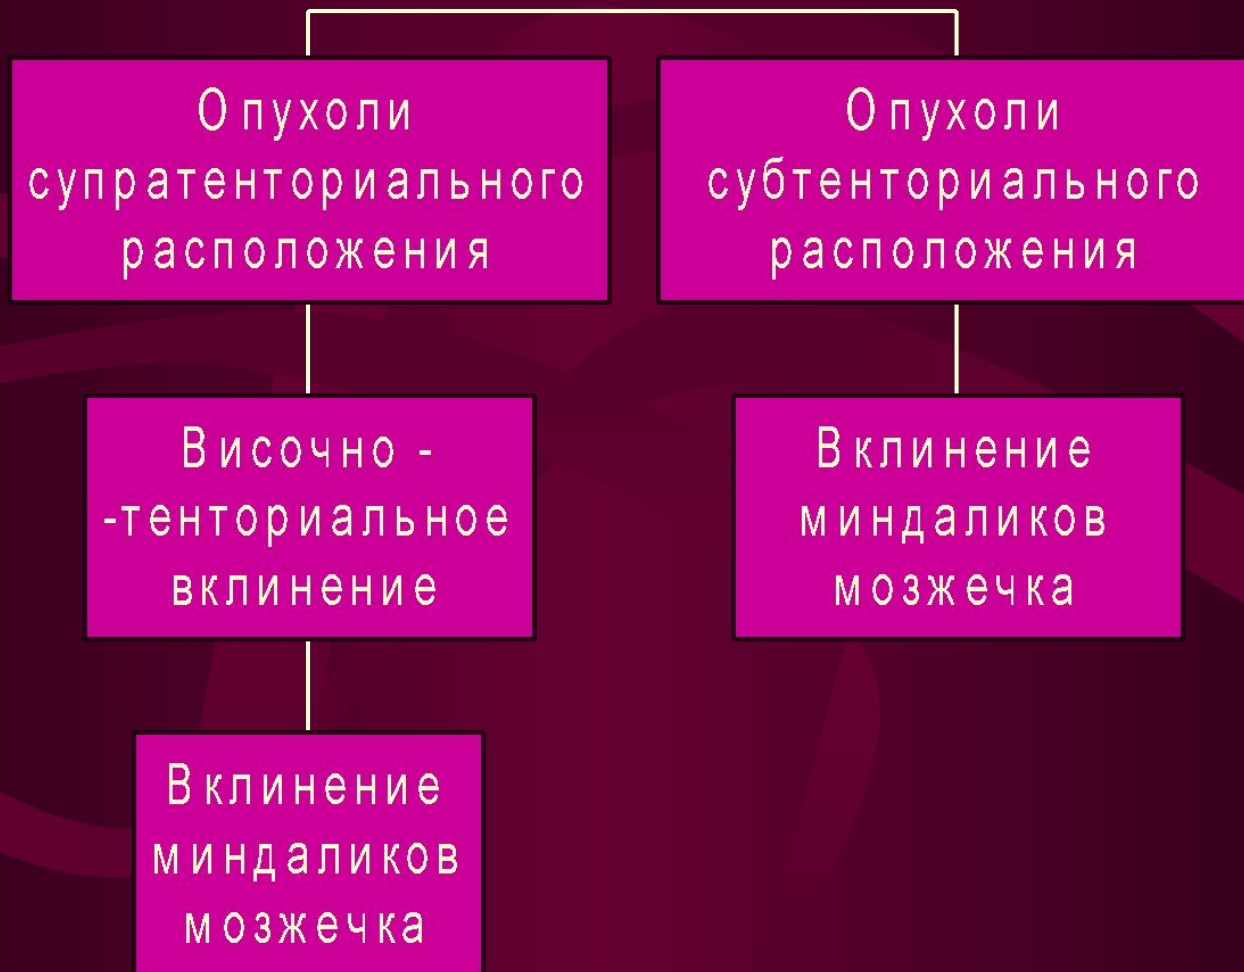 Опухоли
супратенториального
расположения
Опухоли
субтенториального
расположения
Височно -
-тенториальное
вклинение
Вклинение
миндаликов
мозжечка
Вклинение
миндаликов
мозжечка